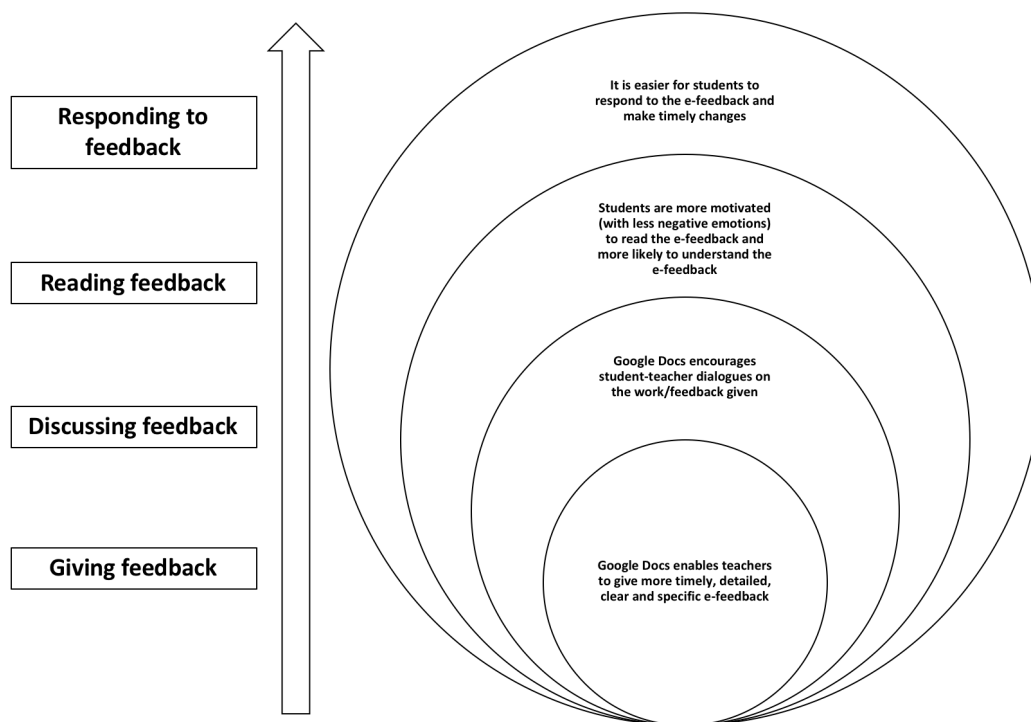 Responding to
feedback
It is easier for students to
respond to the e-feedback and
make timely changes
Reading feedback
Students are more motivated
(with less negative emotions)
to read the e-feedback and
more likely to understand the
e-feedback
Discussing feedback
Google Docs encourages
student-teacher dialogues on
the work/feedback given
Giving feedback
Google Docs enables teachers
to give more timely, detailed,
clear and specific e-feedback